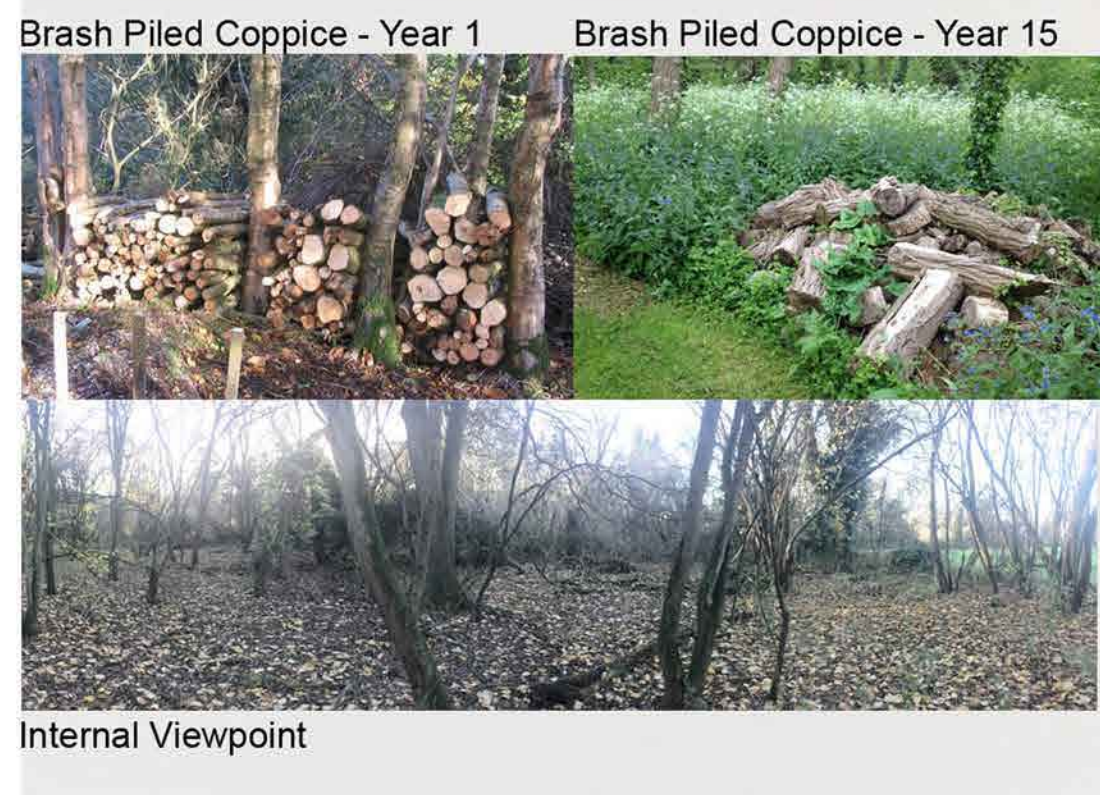 Brash Piled Coppice - Year 1
Brash Piled Coppice - Year 15
Internal Viewpoint